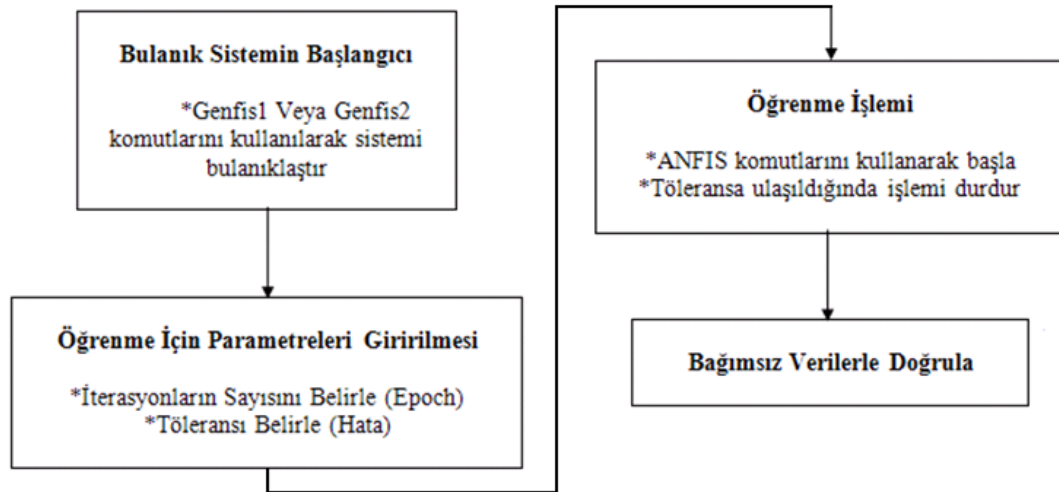 Bulanık Sistemin Başlangıcı
*Genfis1 Veya Genfis2
komutlarını kullanılarak sistemi
bulanıklaştır
Öğrenme İçin Parametreleri Giririlmesi
*İterasyonların Sayısını Belirle (Epoch)
*Töleransı Belirle (Hata)
Öğrenme İşlemi
*ANFIS komutlarını kullanarak başla
*Töleransa ulaşıldığında işlemi durdur
Bağımsız Verilerle Doğrula